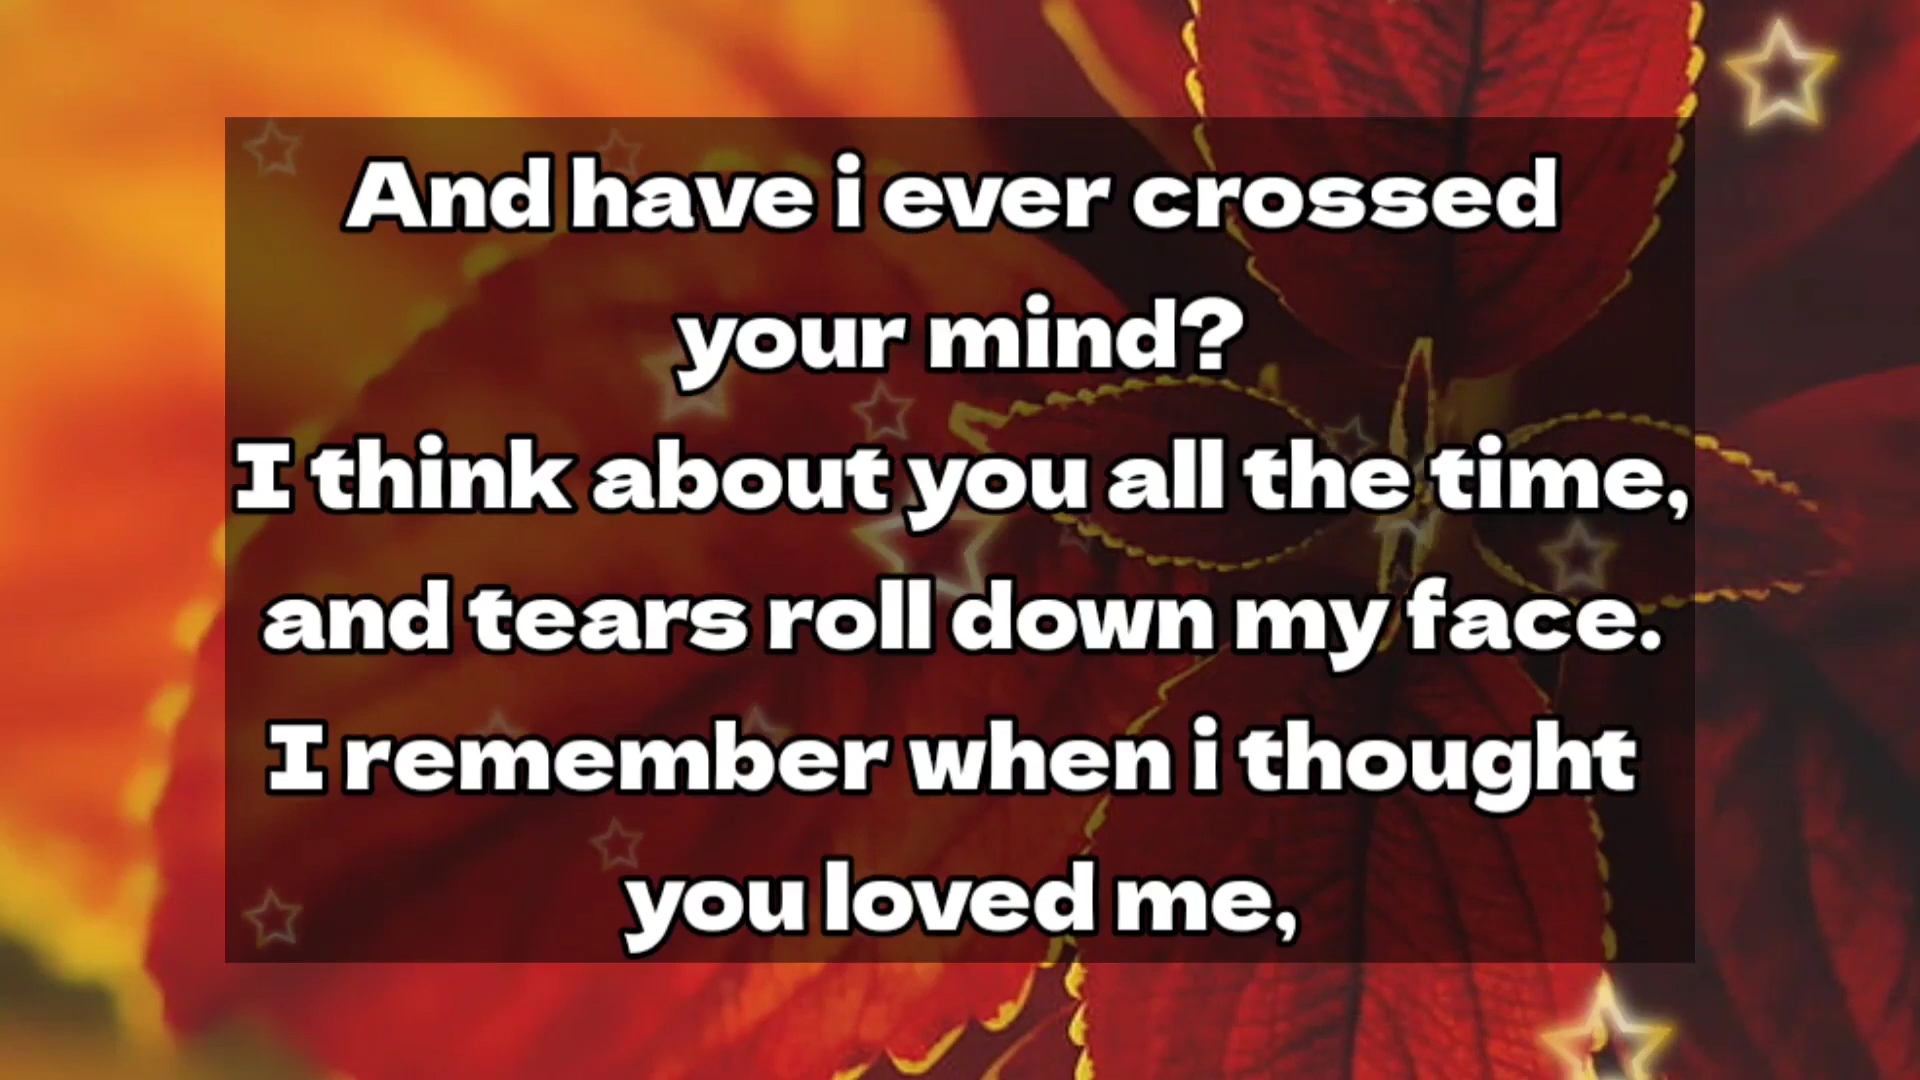 And have i ever crossed
your mind?
I think about you all the time,
and tears roll down my face.
I remember when i thought
you loved me,